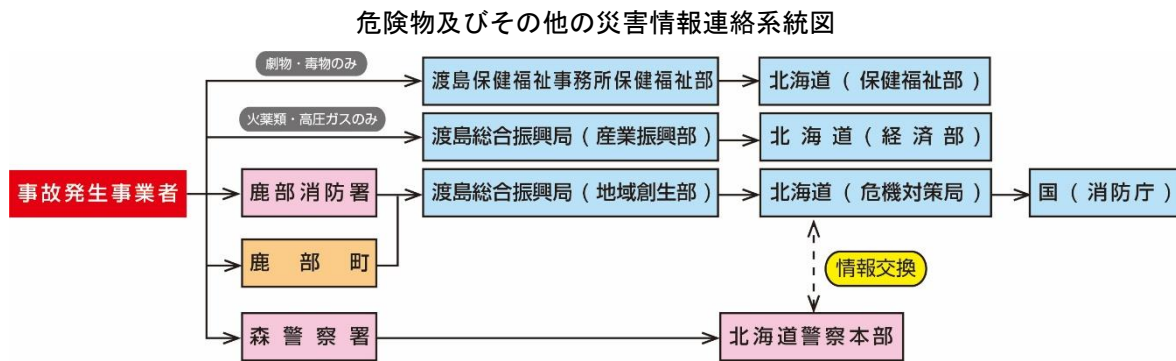 危険物及びその他の災害情報連絡系統図
劇物・毒物のみ
渡島保健福祉事務所保健福祉部
北海道(保健福祉部)
火薬類・高圧ガスのみ
渡島総合振興局(産業振興部)
北海道(経済部)
事故発生事業者
鹿部消防署
渡島総合振興局(地域創生部)
北海道(危機対策局)
国(消防庁)
鹿部町
情報交換
森警察署
北海道警察本部